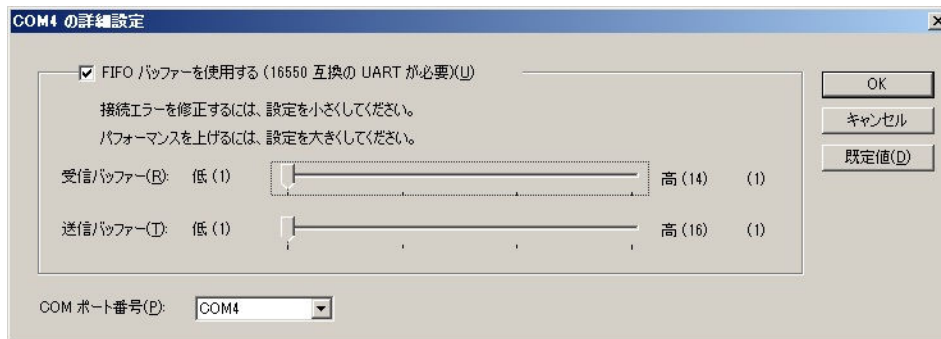 COM4 の詳細設定
FIFO バッファーを使用する (16550 互換の UART が必要)(U)
接続エラーを修正するには、設定を小さくしてください。
パフォーマンスを上げるには、設定を大きくしてください。
受信バッファー(R): 低 (1) 高 (14) (1)
送信バッファー(T): 低 (1) 高 (16) (1)
COM ポート番号(P): COM4
OK
キャンセル
既定値(D)